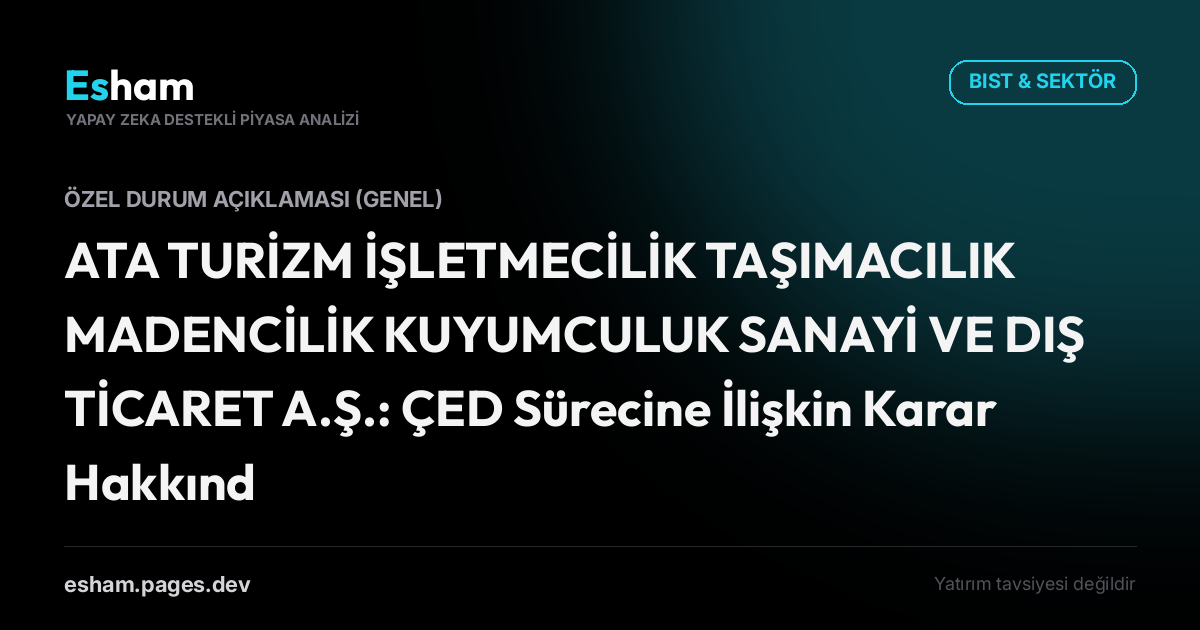 Esham
YAPAY ZEKA DESTEKLİ PİYASA ANALİZİ
BIST & SEKTÖR
ÖZEL DURUM AÇIKLAMASI (GENEL)
ATA TURİZM İŞLETMECİLİK TAŞIMACILIK
MADENCİLİK KUYUMCULUK SANAYİ VE DIŞ
TİCARET A.Ş.: ÇED Sürecine İlişkin Karar
Hakkınd
esham.pages.dev
Yatırım tavsiyesi değildir